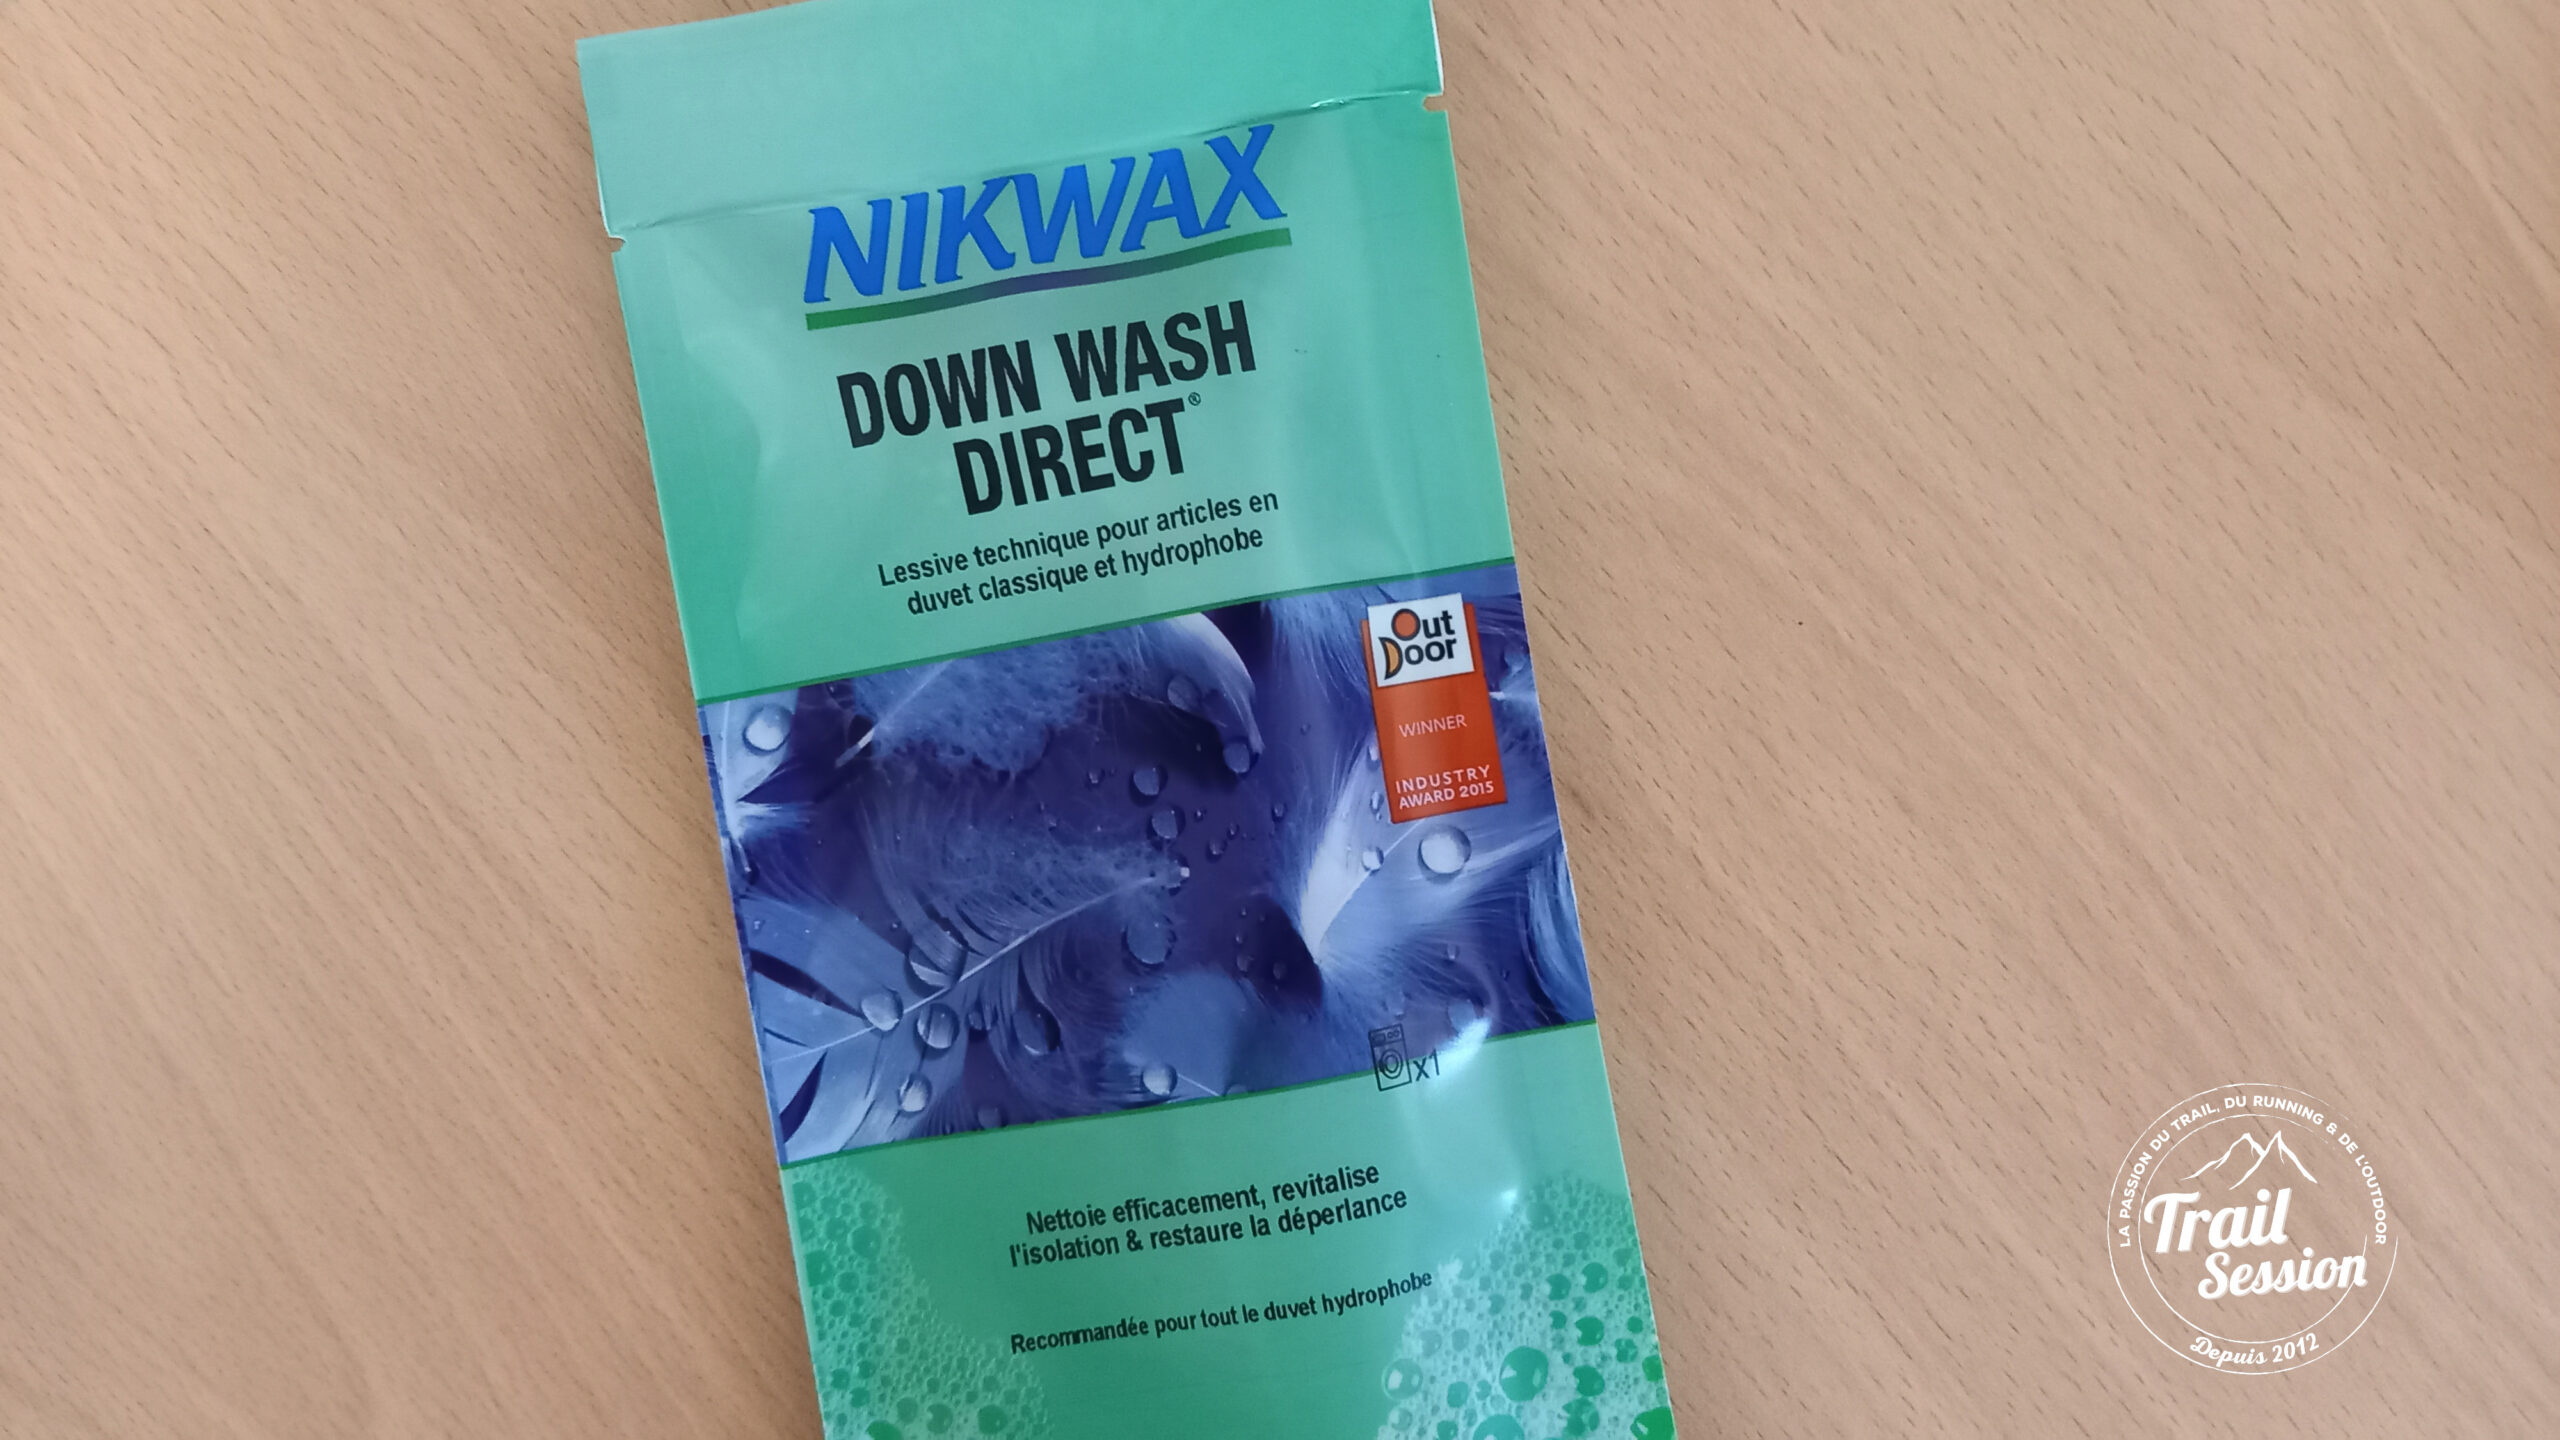 NIKWAX
DOWN WASH
DIRECT®
Lessive technique pour articles en
duvet classique et hydrophobe
Out
Door
WINNER
INDUSTRY
AWARD 2015
x1
Nettoie efficacement, revitalise
l'isolation & restaure la déperlance
Recommandée pour tout le duvet hydrophobe
LA PASSION DU TRAIL, DU RUNNING & DE L'OUTDOOR
Trail
Session
Depuis 2012